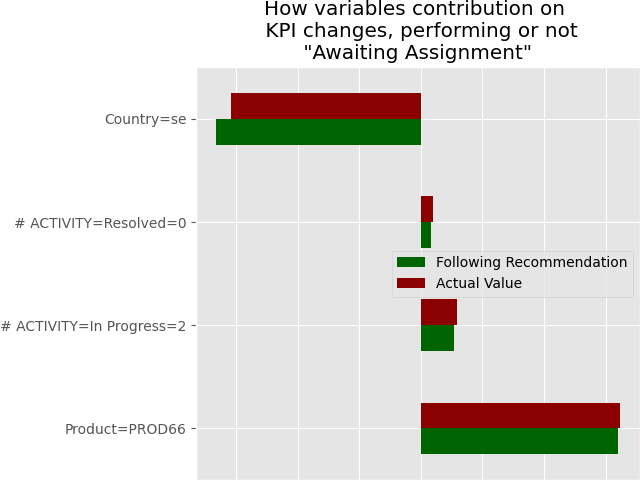 How variables contribution on
KPI changes, performing or not
"Awaiting Assignment"
Country=se
# ACTIVITY=Resolved=0
Following Recommendation
Actual Value
# ACTIVITY=In Progress=2
Product=PROD66